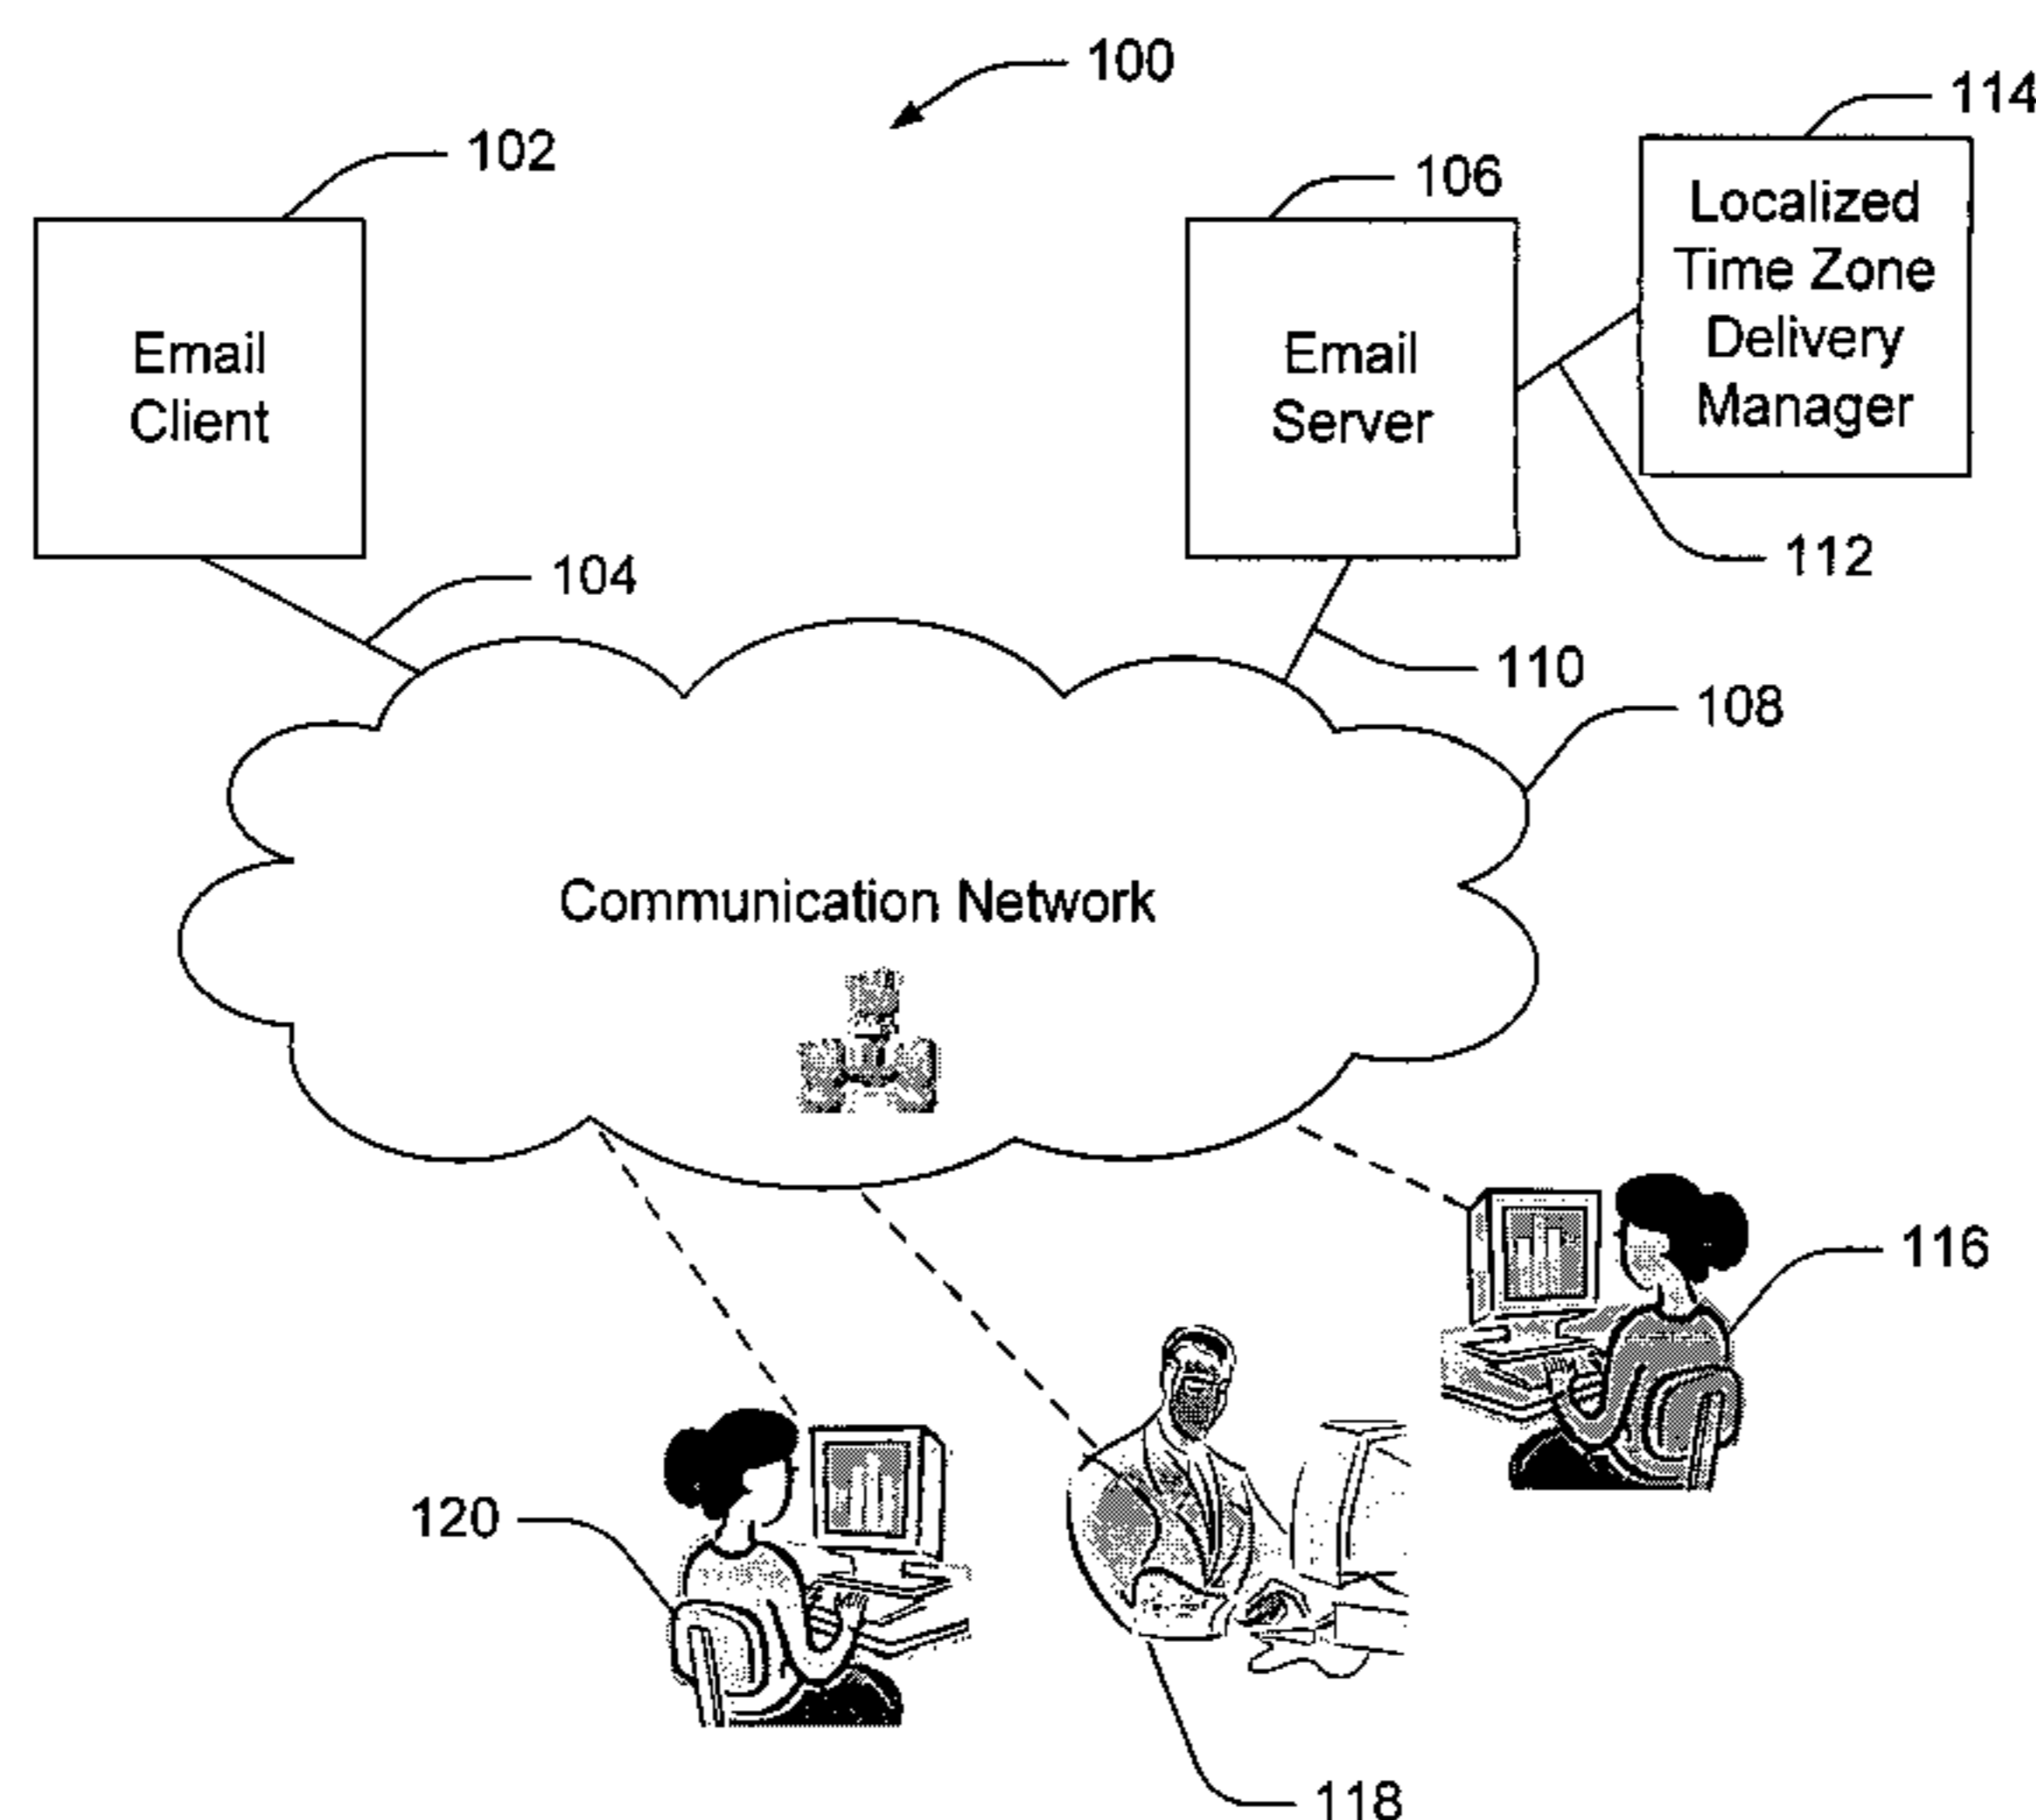 100
114
102
106
Localized
Time Zone
Delivery
Manager
Email
Client
Email
Server
104
112
110
108
Communication Network
116
120
118